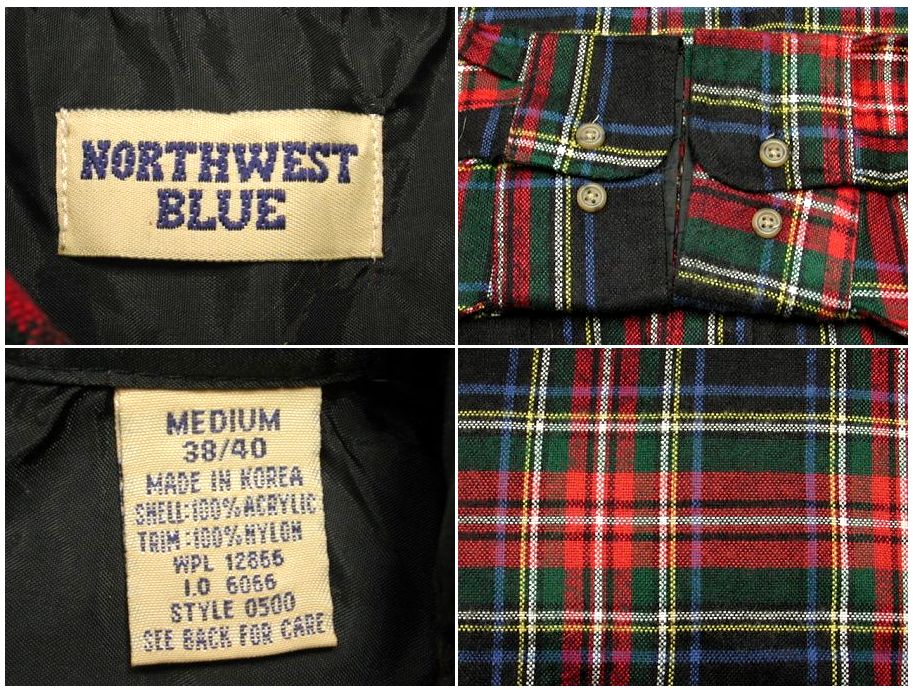 NORTHWEST
BLUE
MEDIUM
38/40
MADE IN KOREA
SHELL:100% ACRYLIC
TRIM:100% NYLON
WPL 12866
I.O 6066
STYLE 0500
SEE BACK FOR CARE